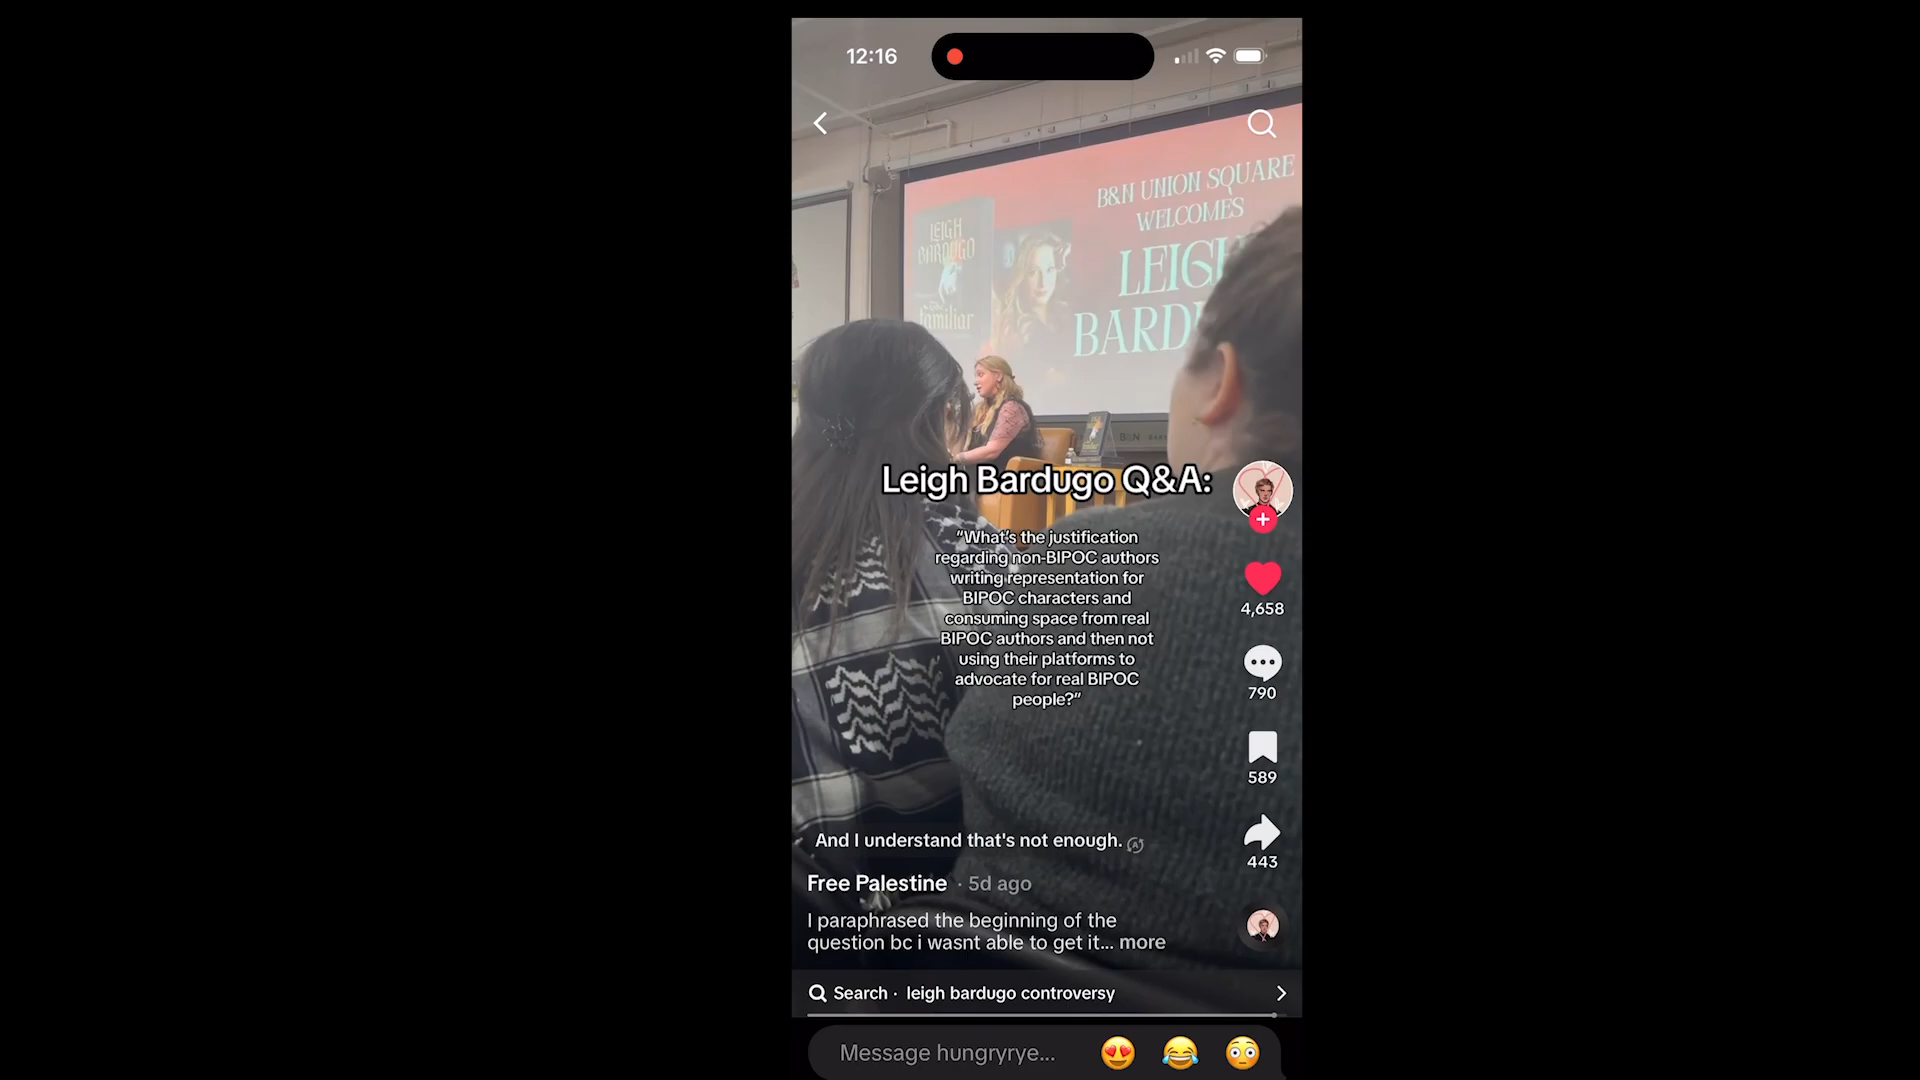 12:16
B&N UNION SQUARE
WELCOMES
LEIGH
BARDUGO
LEIGH
BARDU
The
familiar
B&N
Leigh Bardugo Q&A:
“What's the justification
regarding non-BIPOC authors
writing representation for
BIPOC characters and
consuming space from real
BIPOC authors and then not
using their platforms to
advocate for real BIPOC
people?”
4,658
790
589
443
And I understand that's not enough.
Free Palestine · 5d ago
I paraphrased the beginning of the
question bc i wasnt able to get it... more
Search · leigh bardugo controversy
Message hungryrye...